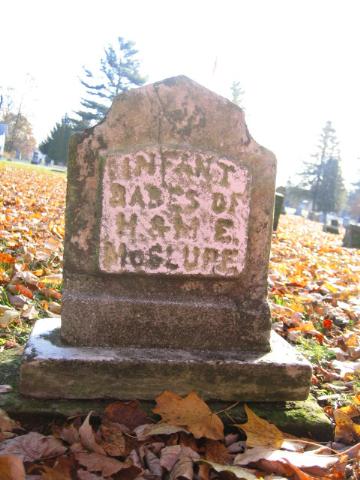 INFANT
BABES OF
H & M E.
McCLURE